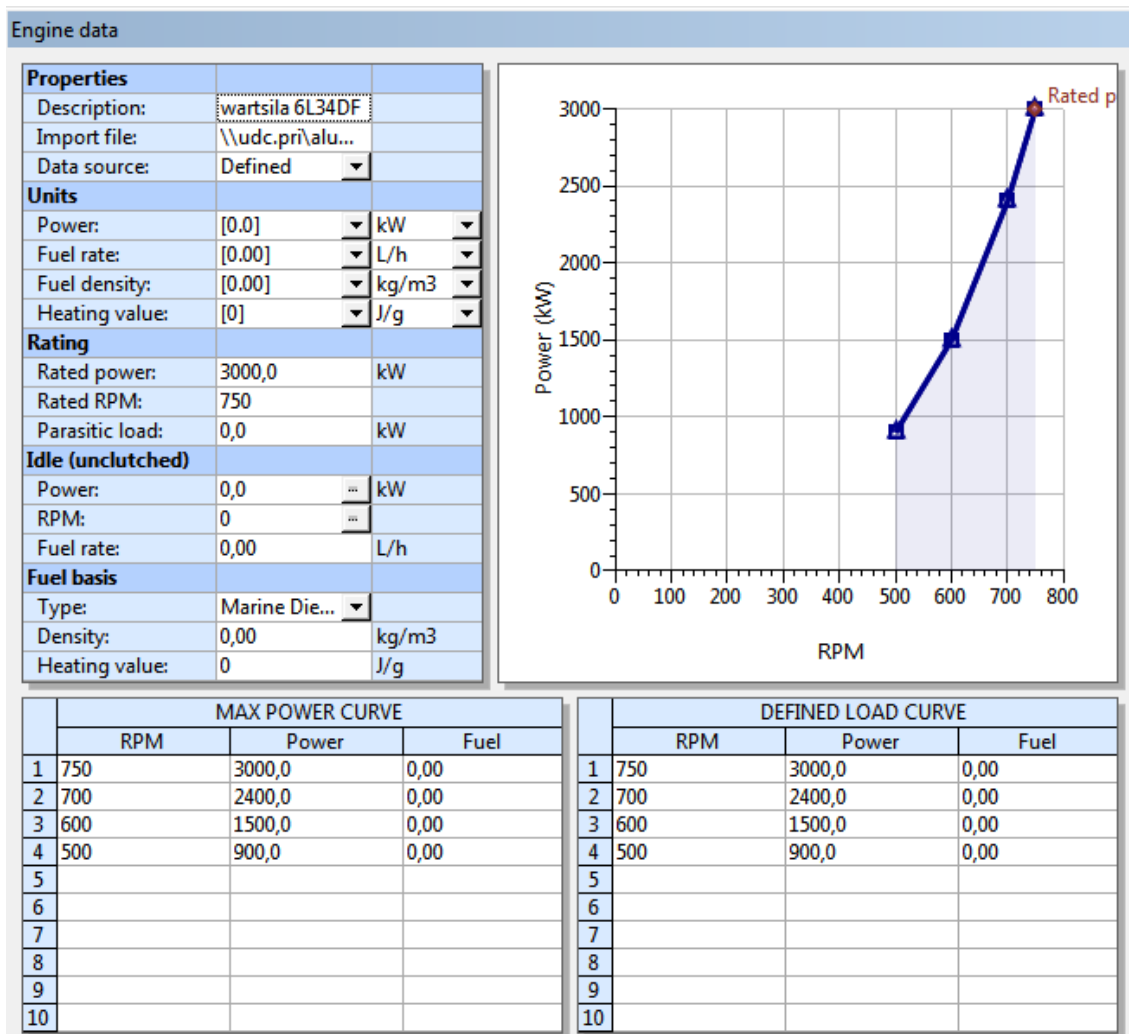 Engine data
Properties
Description: wartsila 6L34DF
Import file: \\udc.pri\alu...
Data source: Defined
Units
Power: [0.0] kW
Fuel rate: [0.00] L/h
Fuel density: [0.00] kg/m3
Heating value: [0] J/g
Rating
Rated power: 3000,0 kW
Rated RPM: 750
Parasitic load: 0,0 kW
Idle (unclutched)
Power: 0,0 ... kW
RPM: 0 ...
Fuel rate: 0,00 L/h
Fuel basis
Type: Marine Die...
Density: 0,00 kg/m3
Heating value: 0 J/g
Rated p
3000
2500
2000
1500
1000
500
0
Power (kW)
0 100 200 300 400 500 600 700 800
RPM
MAX POWER CURVE
RPM Power Fuel
1 750 3000,0 0,00
2 700 2400,0 0,00
3 600 1500,0 0,00
4 500 900,0 0,00
5
6
7
8
9
10
DEFINED LOAD CURVE
RPM Power Fuel
1 750 3000,0 0,00
2 700 2400,0 0,00
3 600 1500,0 0,00
4 500 900,0 0,00
5
6
7
8
9
10